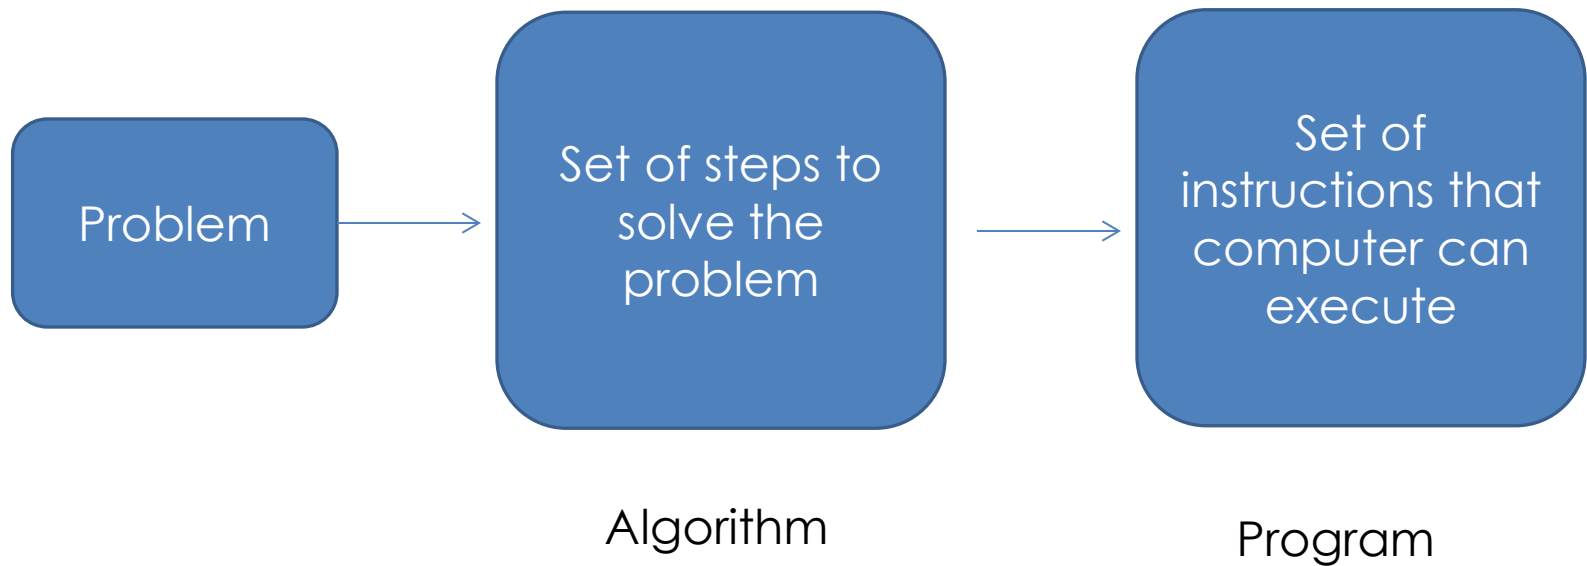 Problem
Set of steps to
solve the
problem
Set of
instructions that
computer can
execute
Algorithm
Program